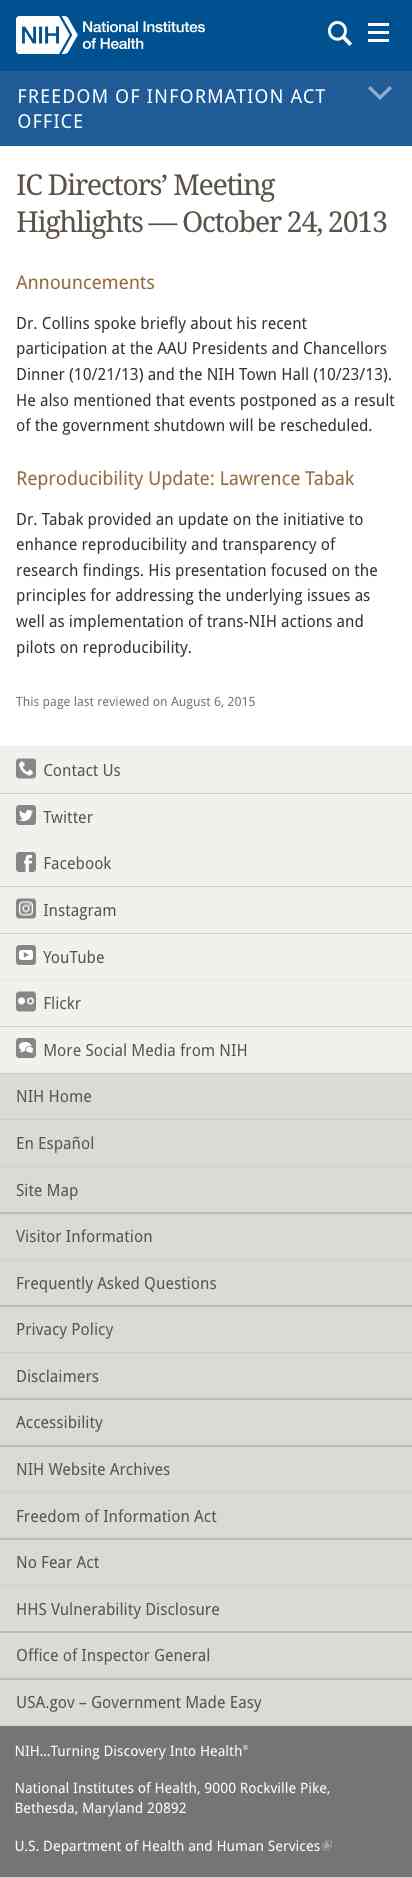 NIH National Institutes
of Health
FREEDOM OF INFORMATION ACT
OFFICE
IC Directors’ Meeting
Highlights — October 24, 2013
Announcements
Dr. Collins spoke briefly about his recent
participation at the AAU Presidents and Chancellors
Dinner (10/21/13) and the NIH Town Hall (10/23/13).
He also mentioned that events postponed as a result
of the government shutdown will be rescheduled.
Reproducibility Update: Lawrence Tabak
Dr. Tabak provided an update on the initiative to
enhance reproducibility and transparency of
research findings. His presentation focused on the
principles for addressing the underlying issues as
well as implementation of trans-NIH actions and
pilots on reproducibility.
This page last reviewed on August 6, 2015
Contact Us
Twitter
Facebook
Instagram
YouTube
Flickr
More Social Media from NIH
NIH Home
En Español
Site Map
Visitor Information
Frequently Asked Questions
Privacy Policy
Disclaimers
Accessibility
NIH Website Archives
Freedom of Information Act
No Fear Act
HHS Vulnerability Disclosure
Office of Inspector General
USA.gov – Government Made Easy
NIH...Turning Discovery Into Health®
National Institutes of Health, 9000 Rockville Pike,
Bethesda, Maryland 20892
U.S. Department of Health and Human Services